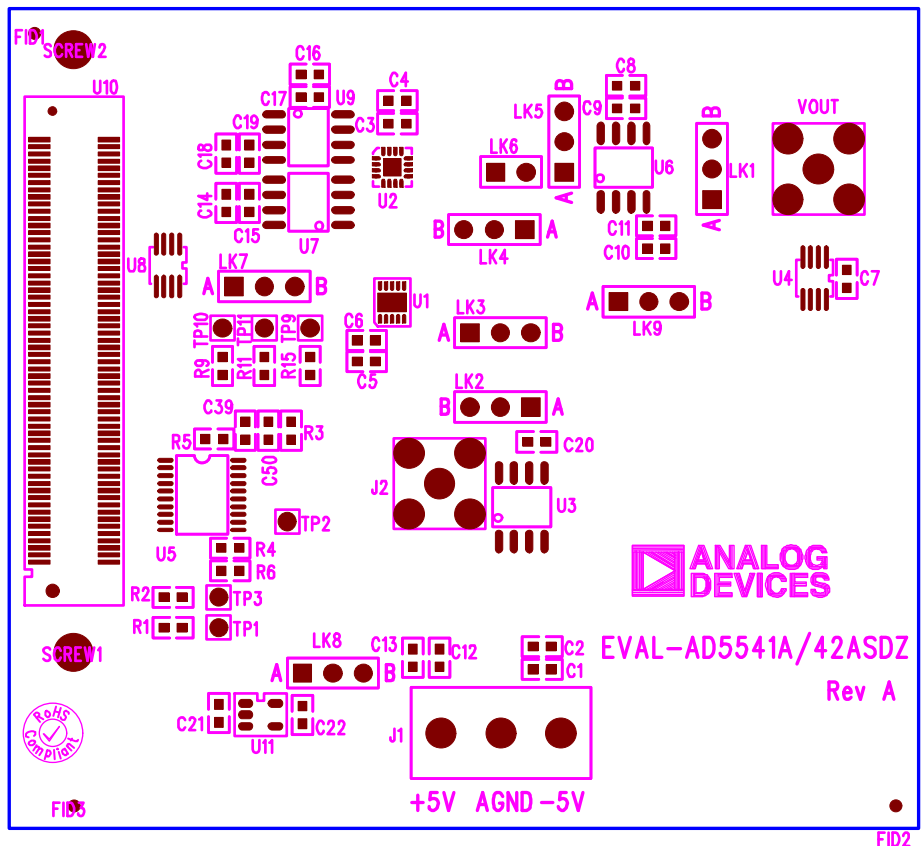 FID1
SCREW2
U10
C16
C17
U9
C4
C3
C18
C19
C14
C15
U7
U2
U8
LK7
A
B
U1
TP10
TP11
TP9
R9
R11
R15
C6
C5
C39
R5
C50
R3
U5
TP2
R4
R6
R2
TP3
R1
TP1
SCREW1
RoHS
Compliant
C21
U11
C22
LK8
A
B
C13
C12
C2
C1
J1
+5V AGND -5V
FID3
FID2
C8
C9
LK5
B
A
LK6
U6
B
LK1
A
VOUT
B
LK4
A
C11
C10
U4
C7
A
LK9
B
LK3
A
B
LK2
B
A
C20
J2
U3
ANALOG
DEVICES
EVAL-AD5541A/42ASDZ
Rev A